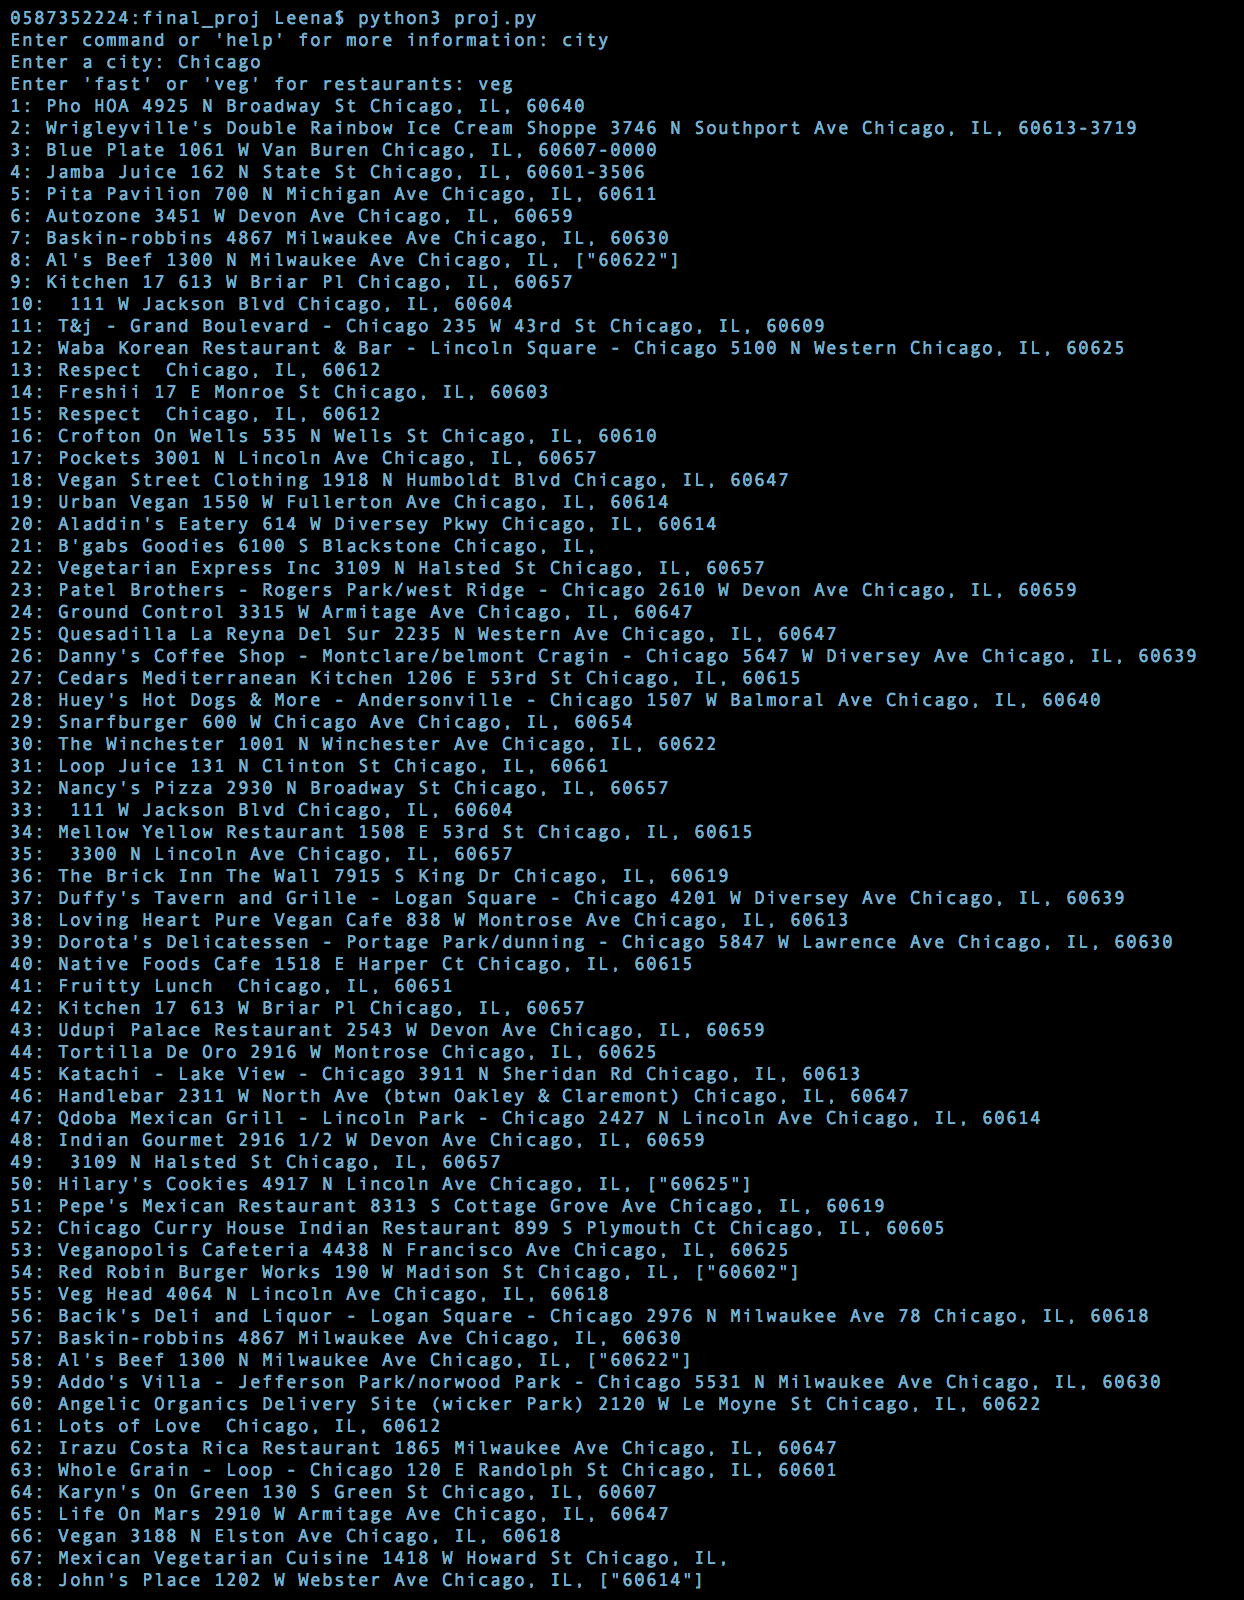 0587352224:final_proj Leena$ python3 proj.py
Enter command or 'help' for more information: city
Enter a city: Chicago
Enter 'fast' or 'veg' for restaurants: veg
1: Pho HOA 4925 N Broadway St Chicago, IL, 60640
2: Wrigleyville's Double Rainbow Ice Cream Shoppe 3746 N Southport Ave Chicago, IL, 60613-3719
3: Blue Plate 1061 W Van Buren Chicago, IL, 60607-0000
4: Jamba Juice 162 N State St Chicago, IL, 60601-3506
5: Pita Pavilion 700 N Michigan Ave Chicago, IL, 60611
6: Autozone 3451 W Devon Ave Chicago, IL, 60659
7: Baskin-robbins 4867 Milwaukee Ave Chicago, IL, 60630
8: Al's Beef 1300 N Milwaukee Ave Chicago, IL, ["60622"]
9: Kitchen 17 613 W Briar Pl Chicago, IL, 60657
10:  111 W Jackson Blvd Chicago, IL, 60604
11: T&j - Grand Boulevard - Chicago 235 W 43rd St Chicago, IL, 60609
12: Waba Korean Restaurant & Bar - Lincoln Square - Chicago 5100 N Western Chicago, IL, 60625
13: Respect  Chicago, IL, 60612
14: Freshii 17 E Monroe St Chicago, IL, 60603
15: Respect  Chicago, IL, 60612
16: Crofton On Wells 535 N Wells St Chicago, IL, 60610
17: Pockets 3001 N Lincoln Ave Chicago, IL, 60657
18: Vegan Street Clothing 1918 N Humboldt Blvd Chicago, IL, 60647
19: Urban Vegan 1550 W Fullerton Ave Chicago, IL, 60614
20: Aladdin's Eatery 614 W Diversey Pkwy Chicago, IL, 60614
21: B'gabs Goodies 6100 S Blackstone Chicago, IL,
22: Vegetarian Express Inc 3109 N Halsted St Chicago, IL, 60657
23: Patel Brothers - Rogers Park/west Ridge - Chicago 2610 W Devon Ave Chicago, IL, 60659
24: Ground Control 3315 W Armitage Ave Chicago, IL, 60647
25: Quesadilla La Reyna Del Sur 2235 N Western Ave Chicago, IL, 60647
26: Danny's Coffee Shop - Montclare/belmont Cragin - Chicago 5647 W Diversey Ave Chicago, IL, 60639
27: Cedars Mediterranean Kitchen 1206 E 53rd St Chicago, IL, 60615
28: Huey's Hot Dogs & More - Andersonville - Chicago 1507 W Balmoral Ave Chicago, IL, 60640
29: Snarfburger 600 W Chicago Ave Chicago, IL, 60654
30: The Winchester 1001 N Winchester Ave Chicago, IL, 60622
31: Loop Juice 131 N Clinton St Chicago, IL, 60661
32: Nancy's Pizza 2930 N Broadway St Chicago, IL, 60657
33:  111 W Jackson Blvd Chicago, IL, 60604
34: Mellow Yellow Restaurant 1508 E 53rd St Chicago, IL, 60615
35:  3300 N Lincoln Ave Chicago, IL, 60657
36: The Brick Inn The Wall 7915 S King Dr Chicago, IL, 60619
37: Duffy's Tavern and Grille - Logan Square - Chicago 4201 W Diversey Ave Chicago, IL, 60639
38: Loving Heart Pure Vegan Cafe 838 W Montrose Ave Chicago, IL, 60613
39: Dorota's Delicatessen - Portage Park/dunning - Chicago 5847 W Lawrence Ave Chicago, IL, 60630
40: Native Foods Cafe 1518 E Harper Ct Chicago, IL, 60615
41: Fruitty Lunch  Chicago, IL, 60651
42: Kitchen 17 613 W Briar Pl Chicago, IL, 60657
43: Udupi Palace Restaurant 2543 W Devon Ave Chicago, IL, 60659
44: Tortilla De Oro 2916 W Montrose Chicago, IL, 60625
45: Katachi - Lake View - Chicago 3911 N Sheridan Rd Chicago, IL, 60613
46: Handlebar 2311 W North Ave (btwn Oakley & Claremont) Chicago, IL, 60647
47: Qdoba Mexican Grill - Lincoln Park - Chicago 2427 N Lincoln Ave Chicago, IL, 60614
48: Indian Gourmet 2916 1/2 W Devon Ave Chicago, IL, 60659
49:  3109 N Halsted St Chicago, IL, 60657
50: Hilary's Cookies 4917 N Lincoln Ave Chicago, IL, ["60625"]
51: Pepe's Mexican Restaurant 8313 S Cottage Grove Ave Chicago, IL, 60619
52: Chicago Curry House Indian Restaurant 899 S Plymouth Ct Chicago, IL, 60605
53: Veganopolis Cafeteria 4438 N Francisco Ave Chicago, IL, 60625
54: Red Robin Burger Works 190 W Madison St Chicago, IL, ["60602"]
55: Veg Head 4064 N Lincoln Ave Chicago, IL, 60618
56: Bacik's Deli and Liquor - Logan Square - Chicago 2976 N Milwaukee Ave 78 Chicago, IL, 60618
57: Baskin-robbins 4867 Milwaukee Ave Chicago, IL, 60630
58: Al's Beef 1300 N Milwaukee Ave Chicago, IL, ["60622"]
59: Addo's Villa - Jefferson Park/norwood Park - Chicago 5531 N Milwaukee Ave Chicago, IL, 60630
60: Angelic Organics Delivery Site (wicker Park) 2120 W Le Moyne St Chicago, IL, 60622
61: Lots of Love  Chicago, IL, 60612
62: Irazu Costa Rica Restaurant 1865 Milwaukee Ave Chicago, IL, 60647
63: Whole Grain - Loop - Chicago 120 E Randolph St Chicago, IL, 60601
64: Karyn's On Green 130 S Green St Chicago, IL, 60607
65: Life On Mars 2910 W Armitage Ave Chicago, IL, 60647
66: Vegan 3188 N Elston Ave Chicago, IL, 60618
67: Mexican Vegetarian Cuisine 1418 W Howard St Chicago, IL,
68: John's Place 1202 W Webster Ave Chicago, IL, ["60614"]